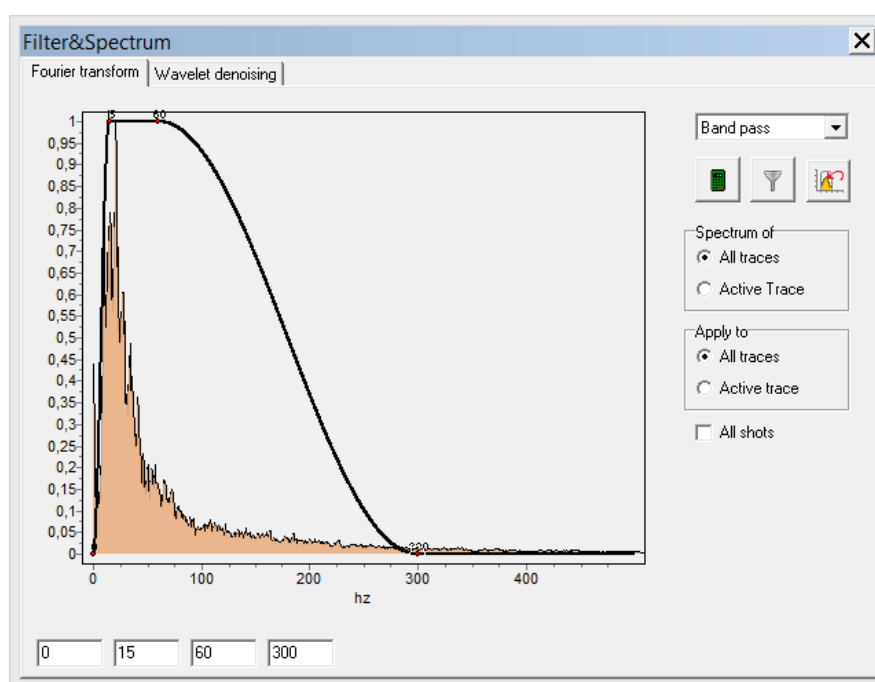 Filter&Spectrum
Fourier transform
Wavelet denoising
15 60
1
0,95
0,9
0,85
0,8
0,75
0,7
0,65
0,6
0,55
0,5
0,45
0,4
0,35
0,3
0,25
0,2
0,15
0,1
0,05
0
0 100 200 300 400
hz
Band pass
Spectrum of
All traces
Active Trace
Apply to
All traces
Active trace
All shots
0 15 60 300